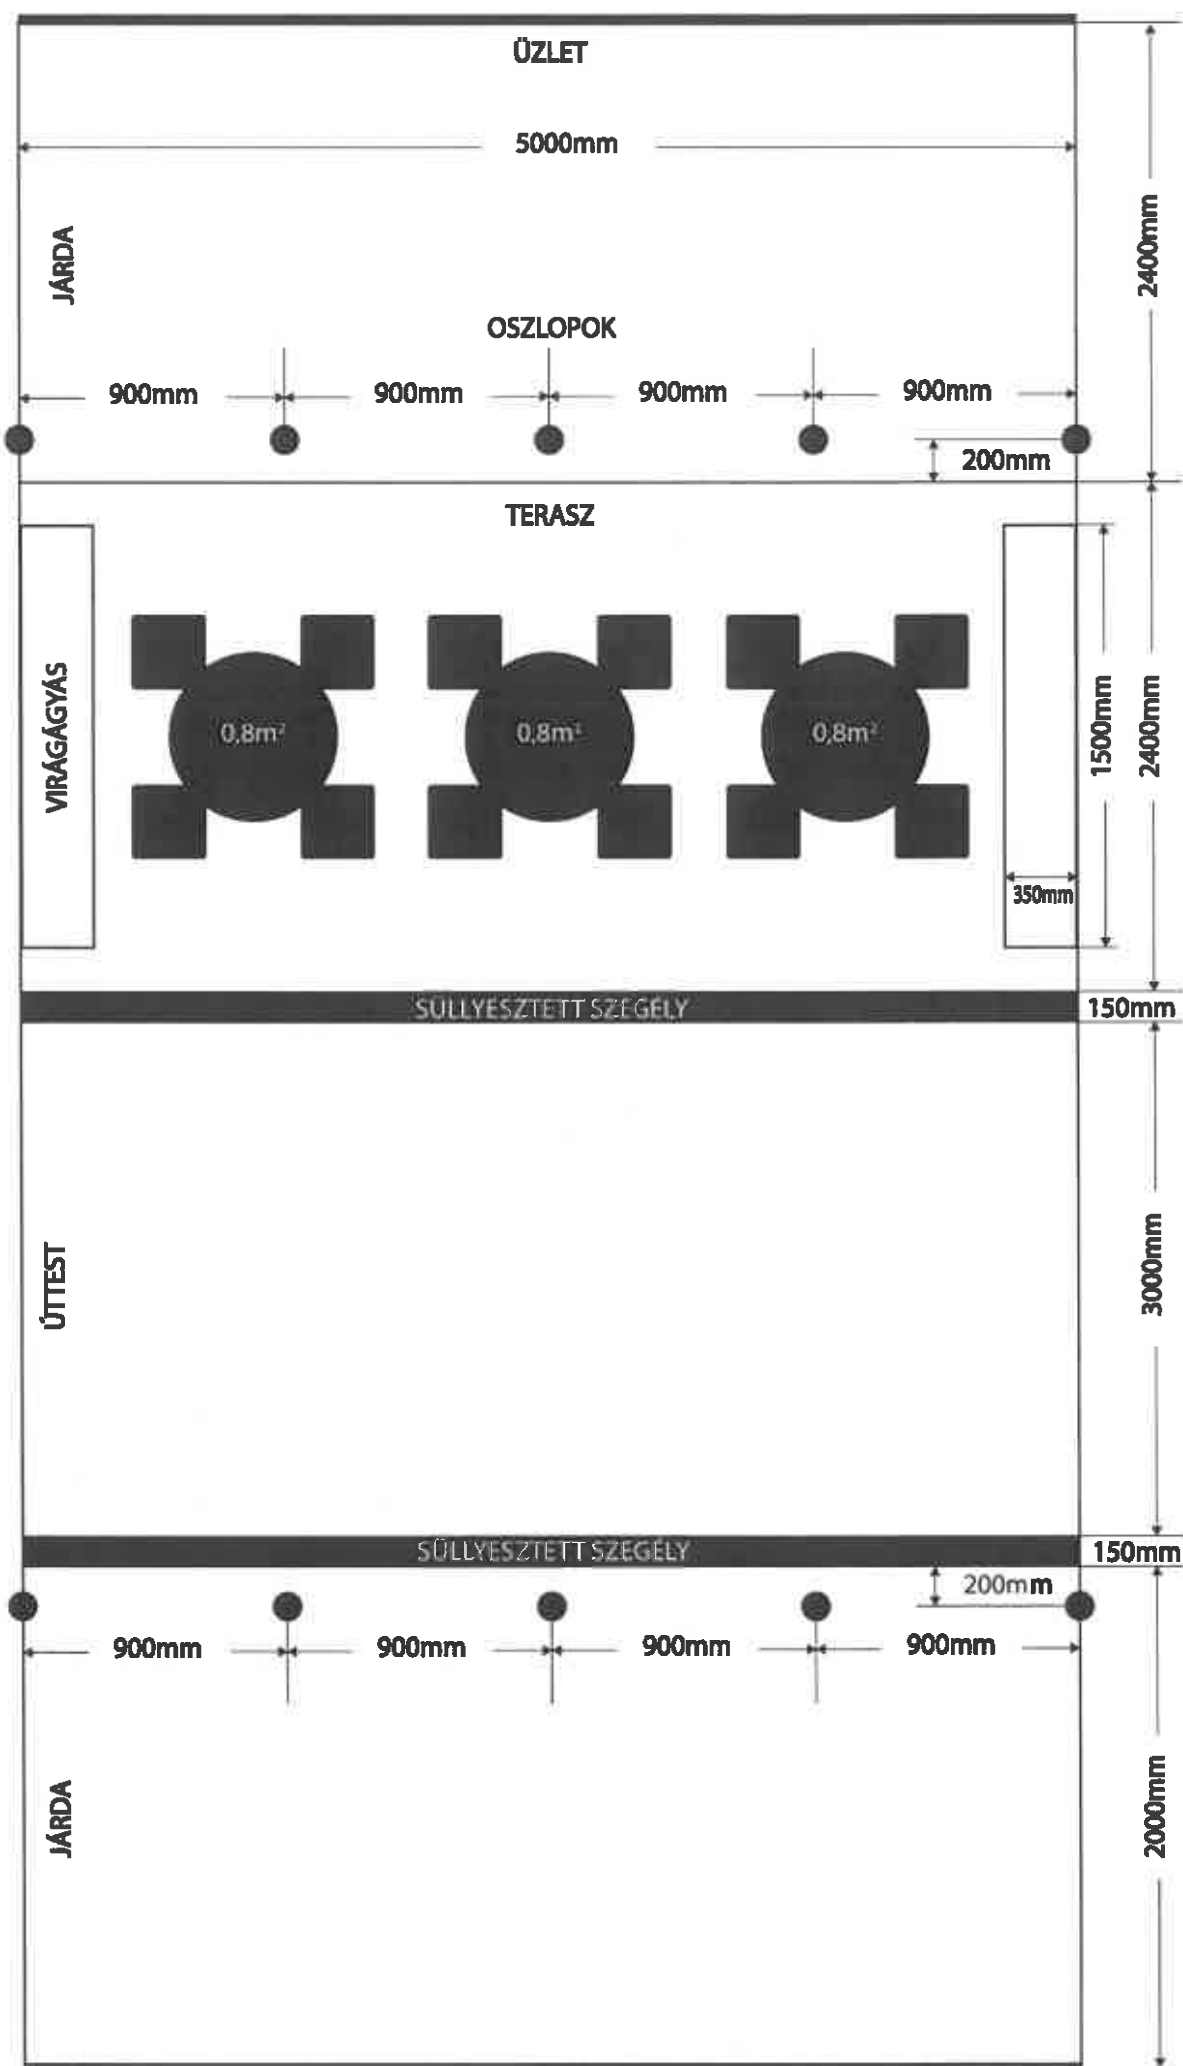 ÜZLET
5000mm
2400mm
JÁRDA
OSZLOPOK
900mm 900mm 900mm 900mm
200mm
TERASZ
VIRÁGÁGYÁS
0,8m² 0,8m² 0,8m²
1500mm
2400mm
350mm
SÜLLYESZTETT SZEGÉLY
150mm
ÚTTEST
3000mm
SÜLLYESZTETT SZEGÉLY
150mm
200mm
900mm 900mm 900mm 900mm
JÁRDA
2000mm